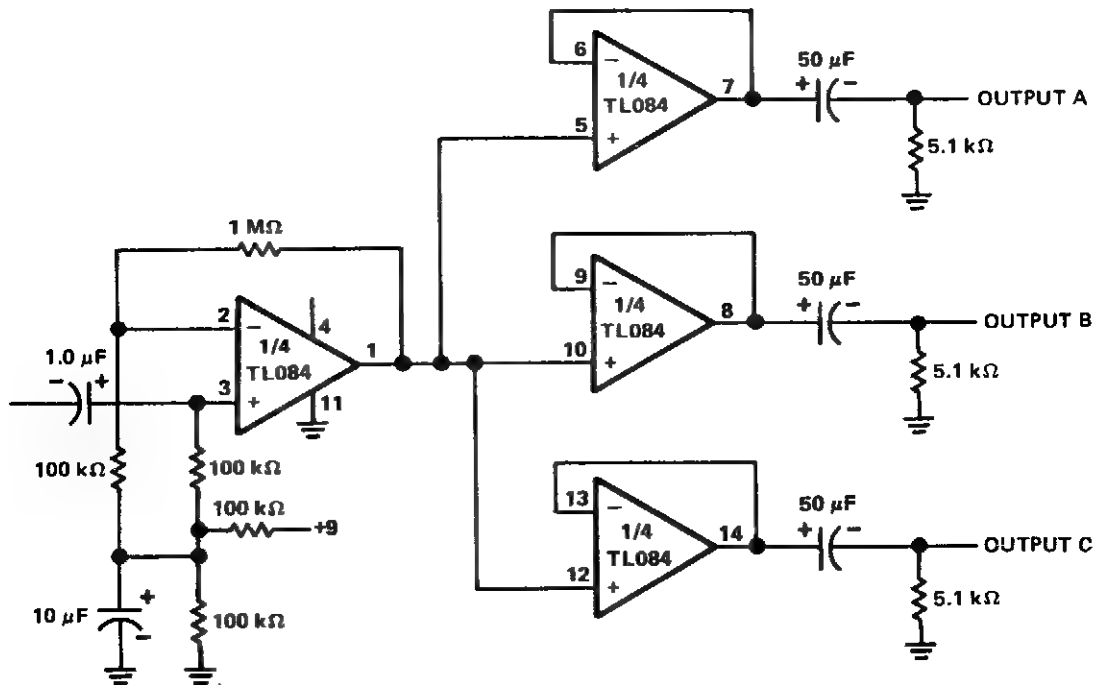 6
−
1/4
TL084
5
+
7
50 µF
+
−
OUTPUT A
5.1 kΩ
1 MΩ
2
−
1/4
TL084
3
+
4
1
11
1.0 µF
−
+
100 kΩ
100 kΩ
100 kΩ
+9
10 µF
+
−
100 kΩ
9
−
1/4
TL084
10
+
8
50 µF
+
−
OUTPUT B
5.1 kΩ
13
−
1/4
TL084
12
+
14
50 µF
+
−
OUTPUT C
5.1 kΩ